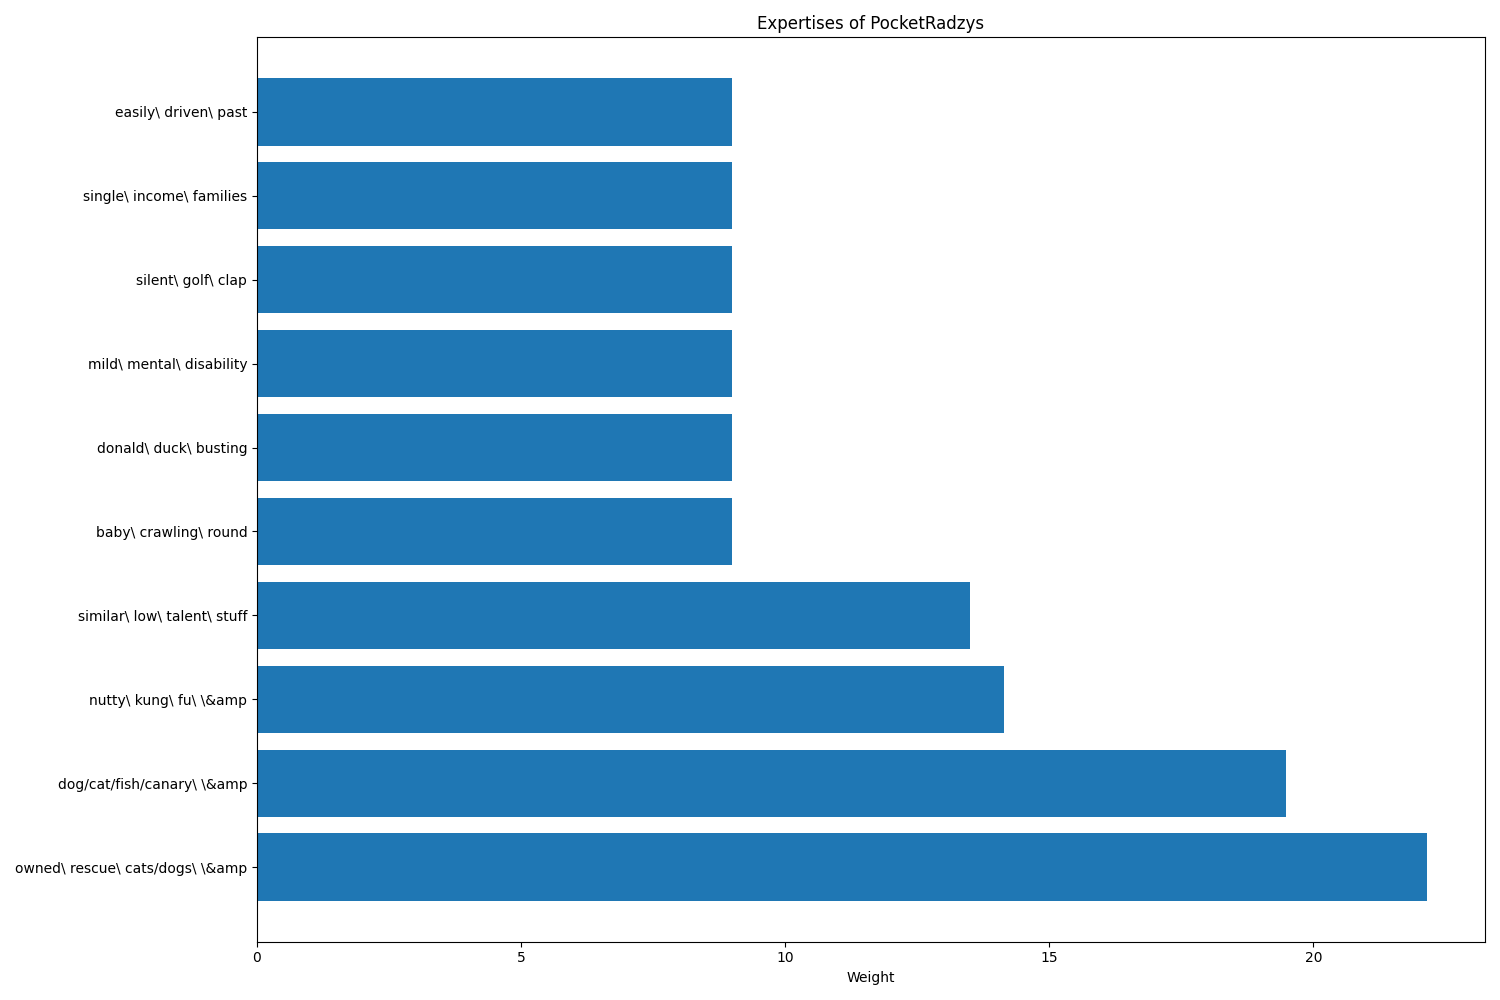 Expertises of PocketRadzys
easily\ driven\ past
single\ income\ families
silent\ golf\ clap
mild\ mental\ disability
donald\ duck\ busting
baby\ crawling\ round
similar\ low\ talent\ stuff
nutty\ kung\ fu\ \&amp
dog/cat/fish/canary\ \&amp
owned\ rescue\ cats/dogs\ \&amp
0 5 10 15 20
Weight